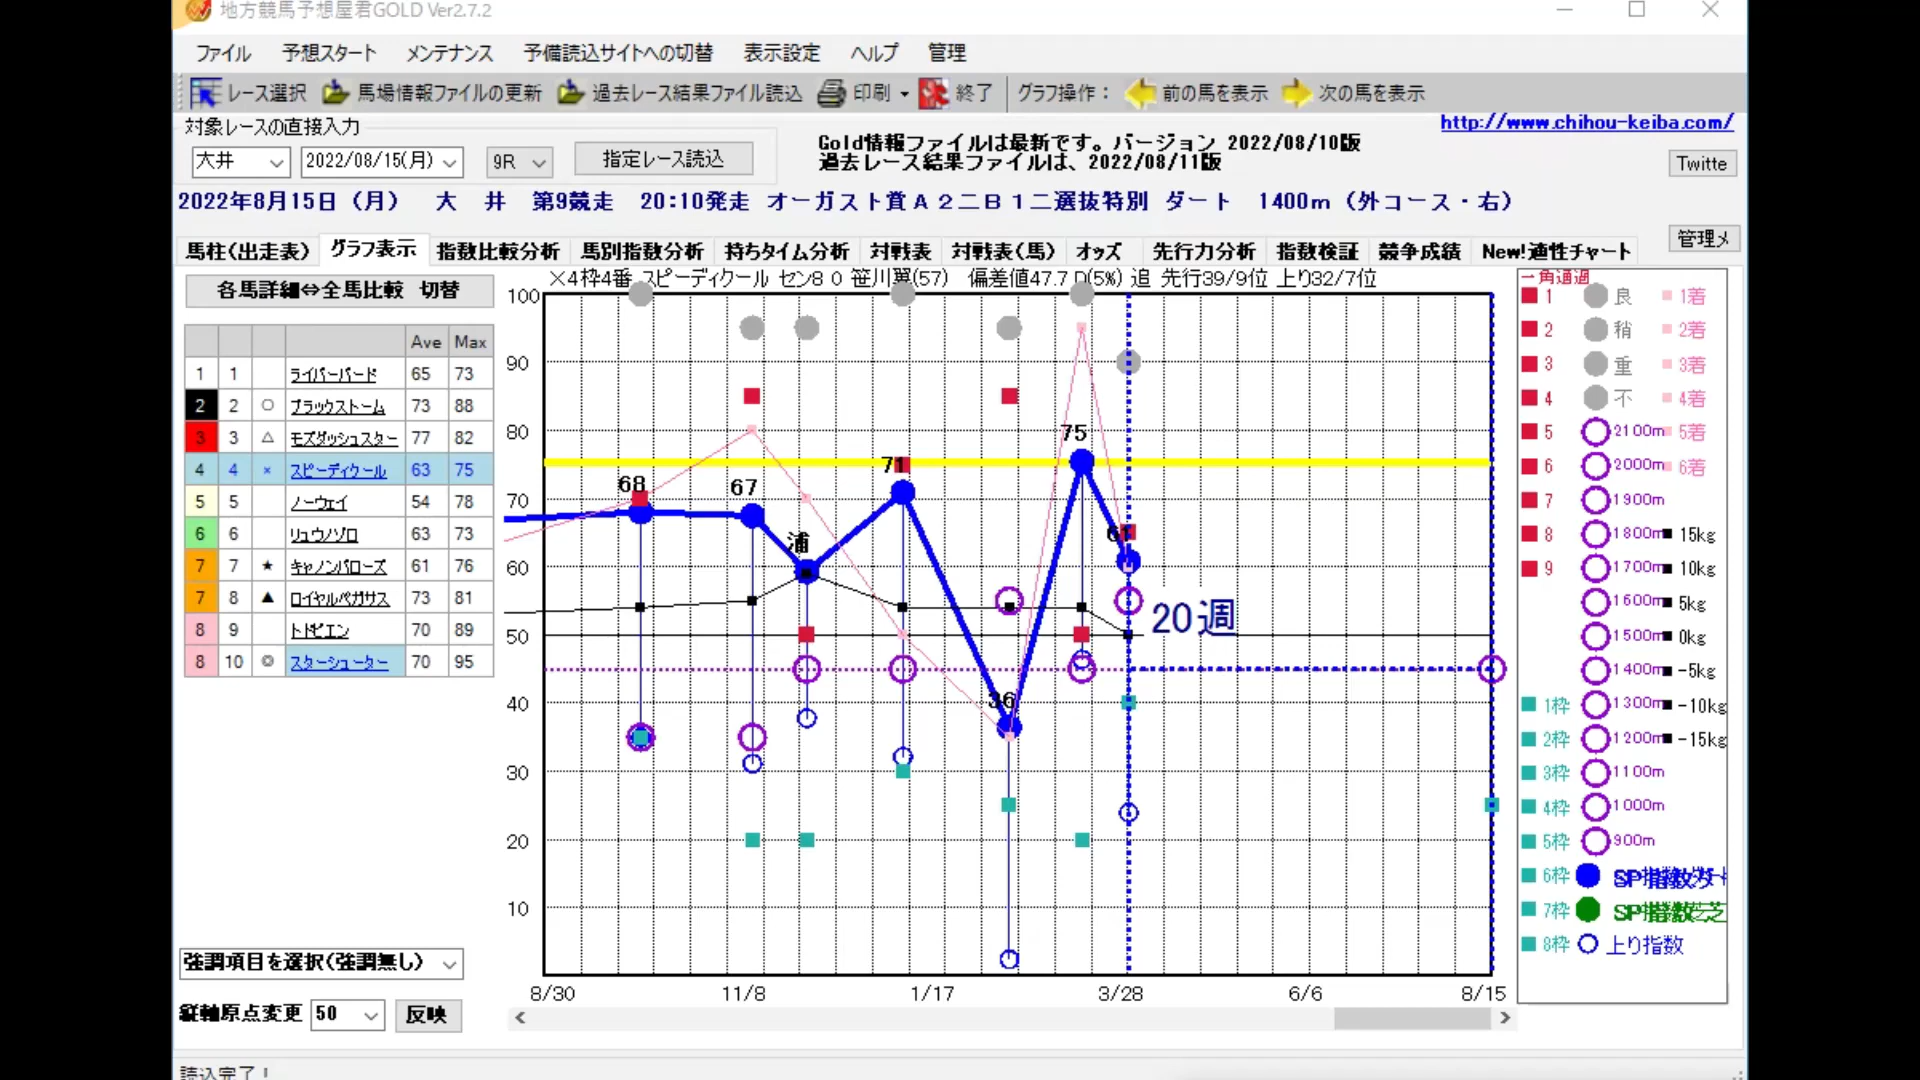 地方競馬予想屋君GOLD Ver2.7.2
ファイル 予想スタート メンテナンス 予備読込サイトへの切替 表示設定 ヘルプ 管理
レース選択 馬場情報ファイルの更新 過去レース結果ファイル読込 印刷 終了 グラフ操作： 前の馬を表示 次の馬を表示
対象レースの直接入力
http://www.chihou-keiba.com/
大井 2022/08/15(月) 9R 指定レース読込
Gold情報ファイルは最新です。バージョン 2022/08/10版
過去レース結果ファイルは、2022/08/11版
Twitte
2022年8月15日（月） 大 井 第9競走 20:10発走 オーガスト賞Ａ２二Ｂ１二選抜特別 ダート 1400m（外コース・右）
管理メ
馬柱(出走表) グラフ表示 指数比較分析 馬別指数分析 持ちタイム分析 対戦表 対戦表(馬) オッズ 先行力分析 指数検証 競争成績 New!適性チャート
各馬詳細⇔全馬比較 切替
×4枠4番 スピーディクール セン8 0 笹川翼(57) 偏差値47.7 D(5%) 追 先行39/9位 上り32/7位
Ave Max
1 1 ライバーバード 65 73
2 2 ○ ブラックストーム 73 88
3 3 △ モズダッシュスター 77 82
4 4 × スピーディクール 63 75
5 5 ノーウェイ 54 78
6 6 リュウノゾロ 63 73
7 7 ★ キャノンバローズ 61 76
7 8 ▲ ロイヤルペガサス 73 81
8 9 トドビエン 70 89
8 10 ◎ スターシューター 70 95
100
90
80
70
60
50
40
30
20
10
68
67
浦
71
36
75
61
20週
8/30 11/8 1/17 3/28 6/6 8/15
一角通過
1 良 1着
2 稍 2着
3 重 3着
4 不 4着
5 2100m 5着
6 2000m 6着
7 1900m
8 1800m 15kg
9 1700m 10kg
1600m 5kg
1500m 0kg
1400m -5kg
1枠 1300m -10kg
2枠 1200m -15kg
3枠 1100m
4枠 1000m
5枠 900m
6枠 SP指数
7枠 SP指数芝
8枠 上り指数
強調項目を選択(強調無し)
縦軸原点変更 50 反映
読込完了！